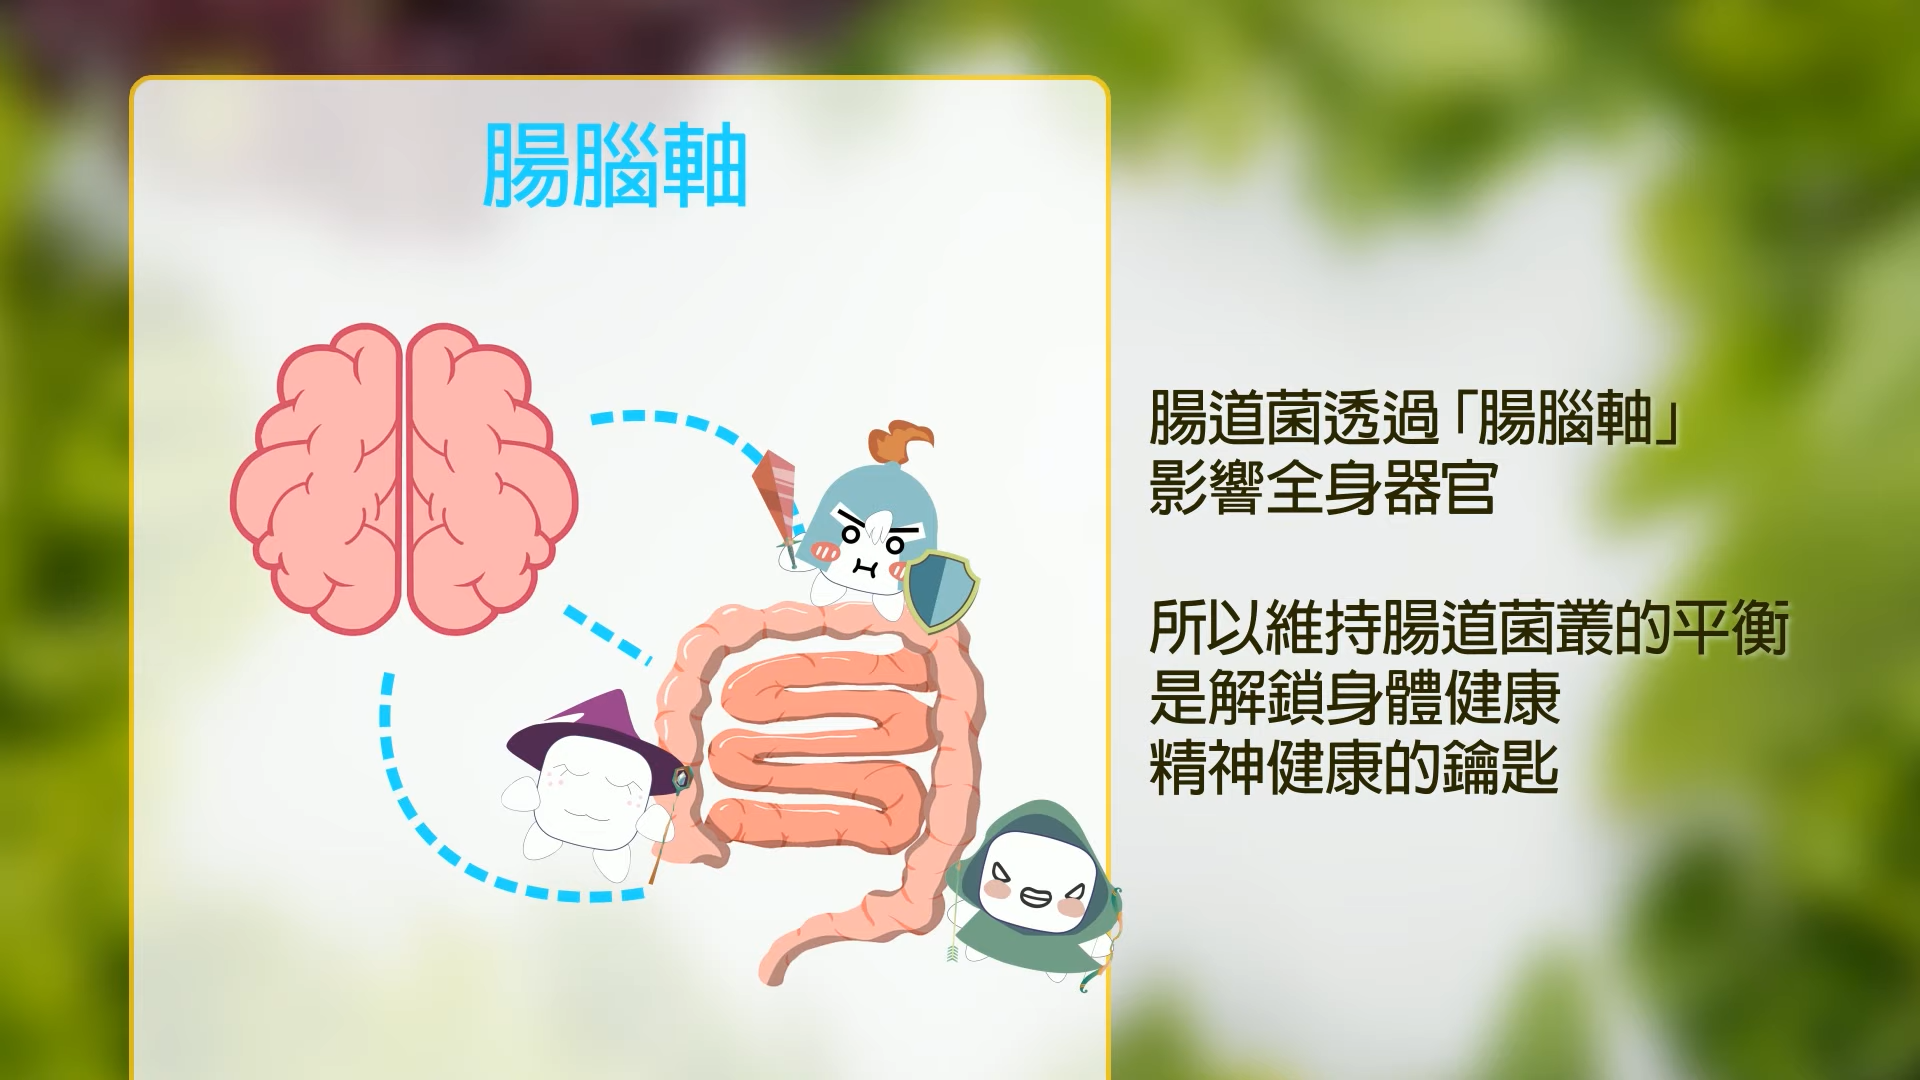 腸腦軸
腸道菌透過「腸腦軸」
影響全身器官
所以維持腸道菌叢的平衡
是解鎖身體健康
精神健康的鑰匙